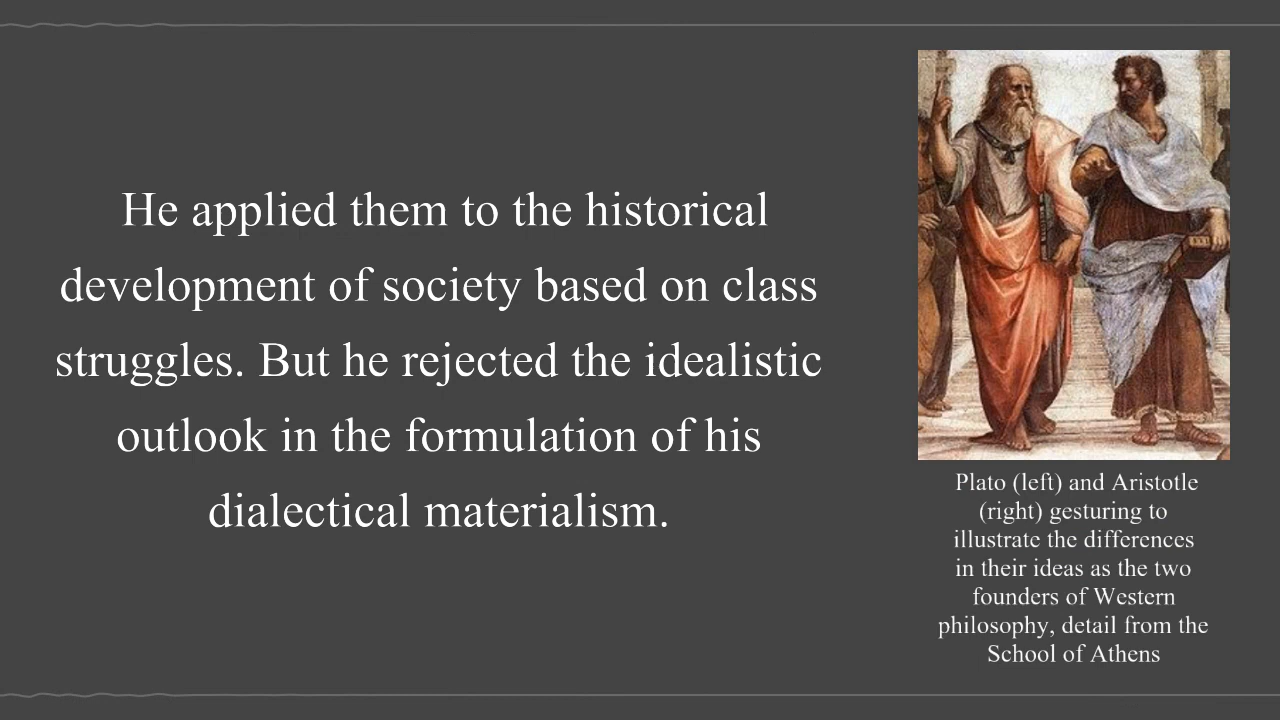 He applied them to the historical
development of society based on class
struggles. But he rejected the idealistic
outlook in the formulation of his
dialectical materialism.
Plato (left) and Aristotle
(right) gesturing to
illustrate the differences
in their ideas as the two
founders of Western
philosophy, detail from the
School of Athens